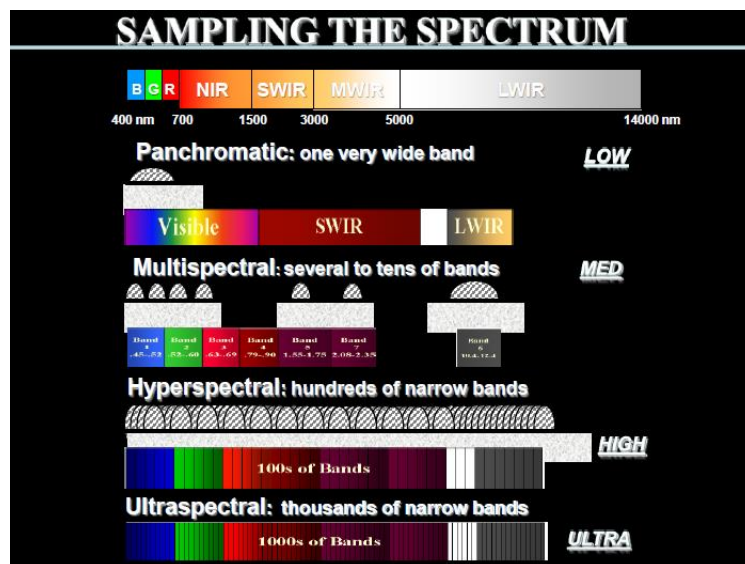 SAMPLING THE SPECTRUM
B G R NIR SWIR MWIR LWIR
400 nm 700 1500 3000 5000 14000 nm
Panchromatic: one very wide band LOW
Visible SWIR LWIR
Multispectral: several to tens of bands MED
Band Band Band Band Band Band Band
1 2 3 4 5 7 6
.45-.52 .52-.60 .63-.69 .79-.90 1.55-1.75 2.08-2.35 10.4-12.4
Hyperspectral: hundreds of narrow bands
HIGH
100s of Bands
Ultraspectral: thousands of narrow bands
1000s of Bands ULTRA